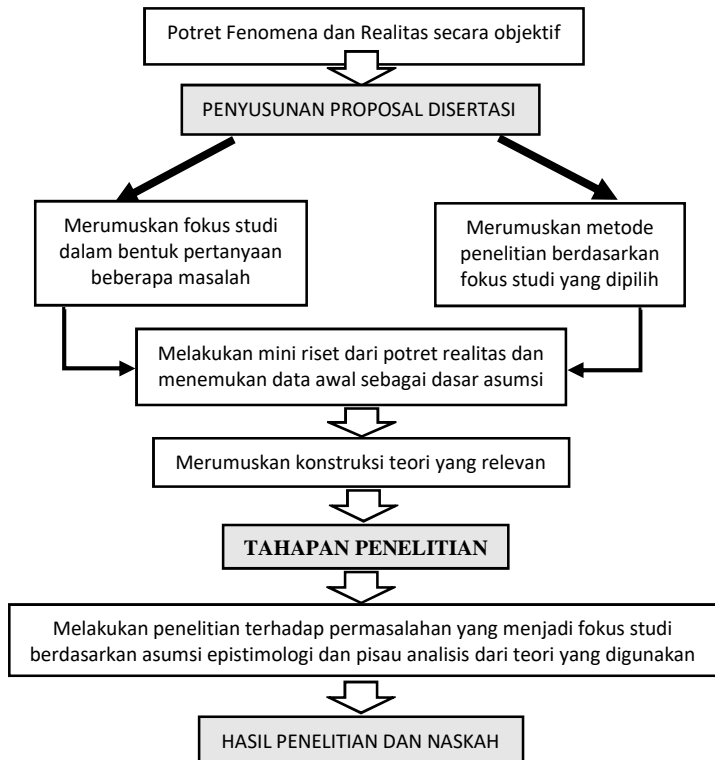 Potret Fenomena dan Realitas secara objektif
PENYUSUNAN PROPOSAL DISERTASI
Merumuskan fokus studi
dalam bentuk pertanyaan
beberapa masalah
Merumuskan metode
penelitian berdasarkan
fokus studi yang dipilih
Melakukan mini riset dari potret realitas dan
menemukan data awal sebagai dasar asumsi
Merumuskan konstruksi teori yang relevan
TAHAPAN PENELITIAN
Melakukan penelitian terhadap permasalahan yang menjadi fokus studi
berdasarkan asumsi epistimologi dan pisau analisis dari teori yang digunakan
HASIL PENELITIAN DAN NASKAH